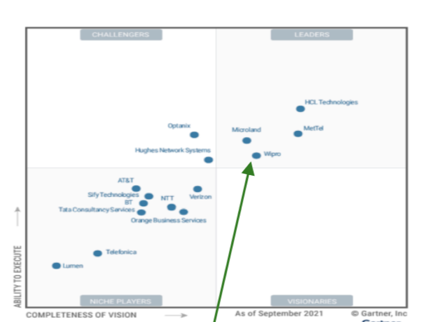 CHALLENGERS
LEADERS
HCL Technologies
Optanix
MetTel
Microland
Hughes Network Systems
Wipro
AT&T
Sify Technologies
Verizon
BT
NTT
Tata Consultancy Services
Orange Business Services
Telefonica
Lumen
ABILITY TO EXECUTE
NICHE PLAYERS
VISIONARIES
COMPLETENESS OF VISION
As of September 2021
© Gartner, Inc
Gartner